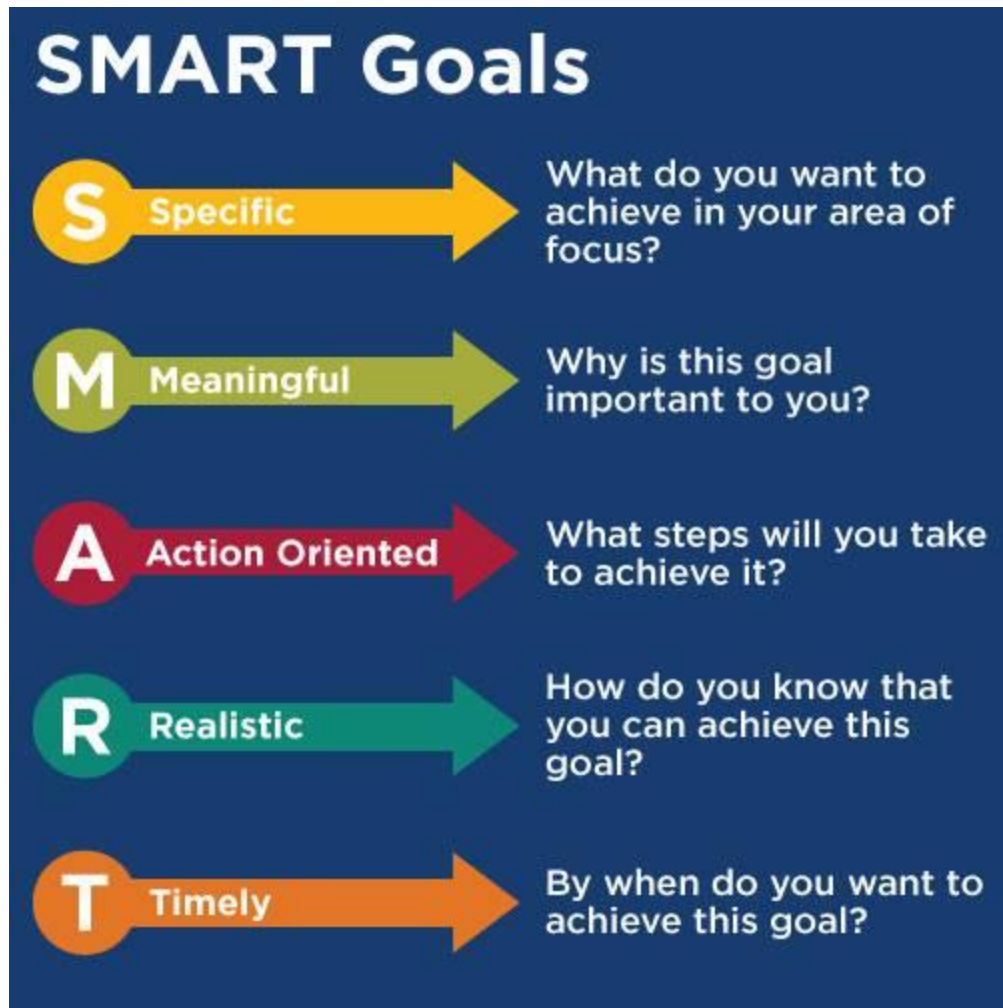 SMART Goals
S Specific
What do you want to
achieve in your area of
focus?
M Meaningful
Why is this goal
important to you?
A Action Oriented
What steps will you take
to achieve it?
R Realistic
How do you know that
you can achieve this
goal?
T Timely
By when do you want to
achieve this goal?